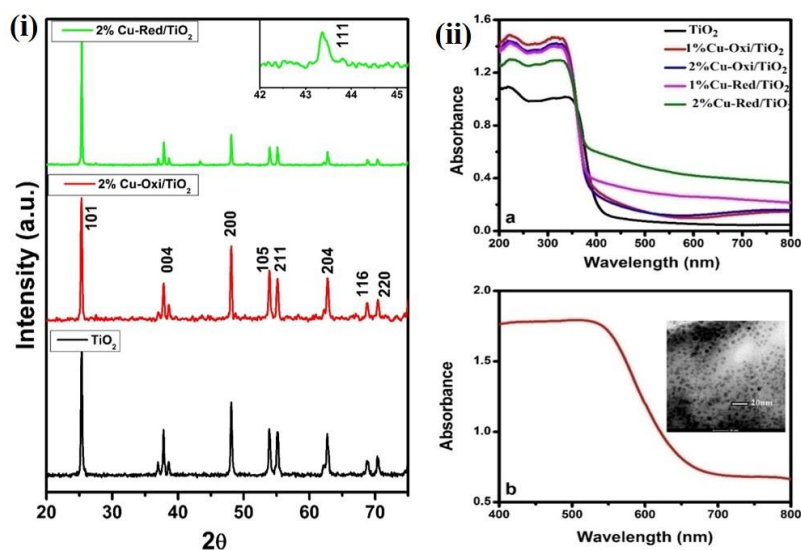 (i)
2% Cu-Red/TiO2
111
42 43 44 45
2% Cu-Oxi/TiO2
101
004
200
105
211
204
116
220
TiO2
Intensity (a.u.)
20 30 40 50 60 70
2θ
(ii)
1.6
1.2
0.8
0.4
0.0
Absorbance
TiO2
1%Cu-Oxi/TiO2
2%Cu-Oxi/TiO2
1%Cu-Red/TiO2
2%Cu-Red/TiO2
a
200 300 400 500 600 700 800
Wavelength (nm)
2.0
1.5
1.0
0.5
Absorbance
20nm
b
400 500 600 700 800
Wavelength (nm)